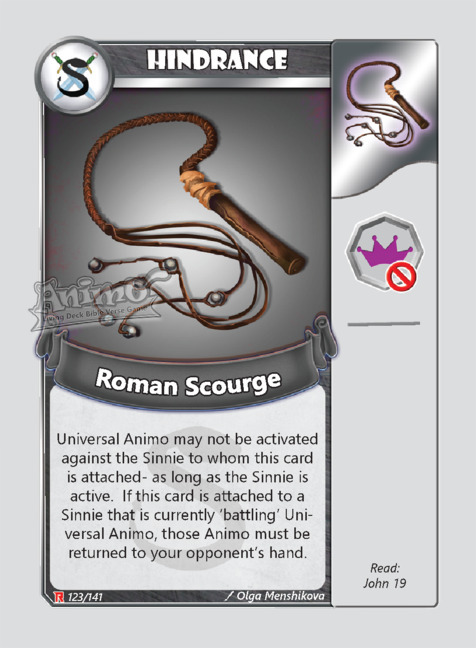 HINDRANCE
Animo
Living Deck Bible Verse Game
Roman Scourge
Universal Animo may not be activated
against the Sinnie to whom this card
is attached- as long as the Sinnie is
active. If this card is attached to a
Sinnie that is currently 'battling' Uni-
versal Animo, those Animo must be
returned to your opponent's hand.
Read:
John 19
R 123/141
Olga Menshikova